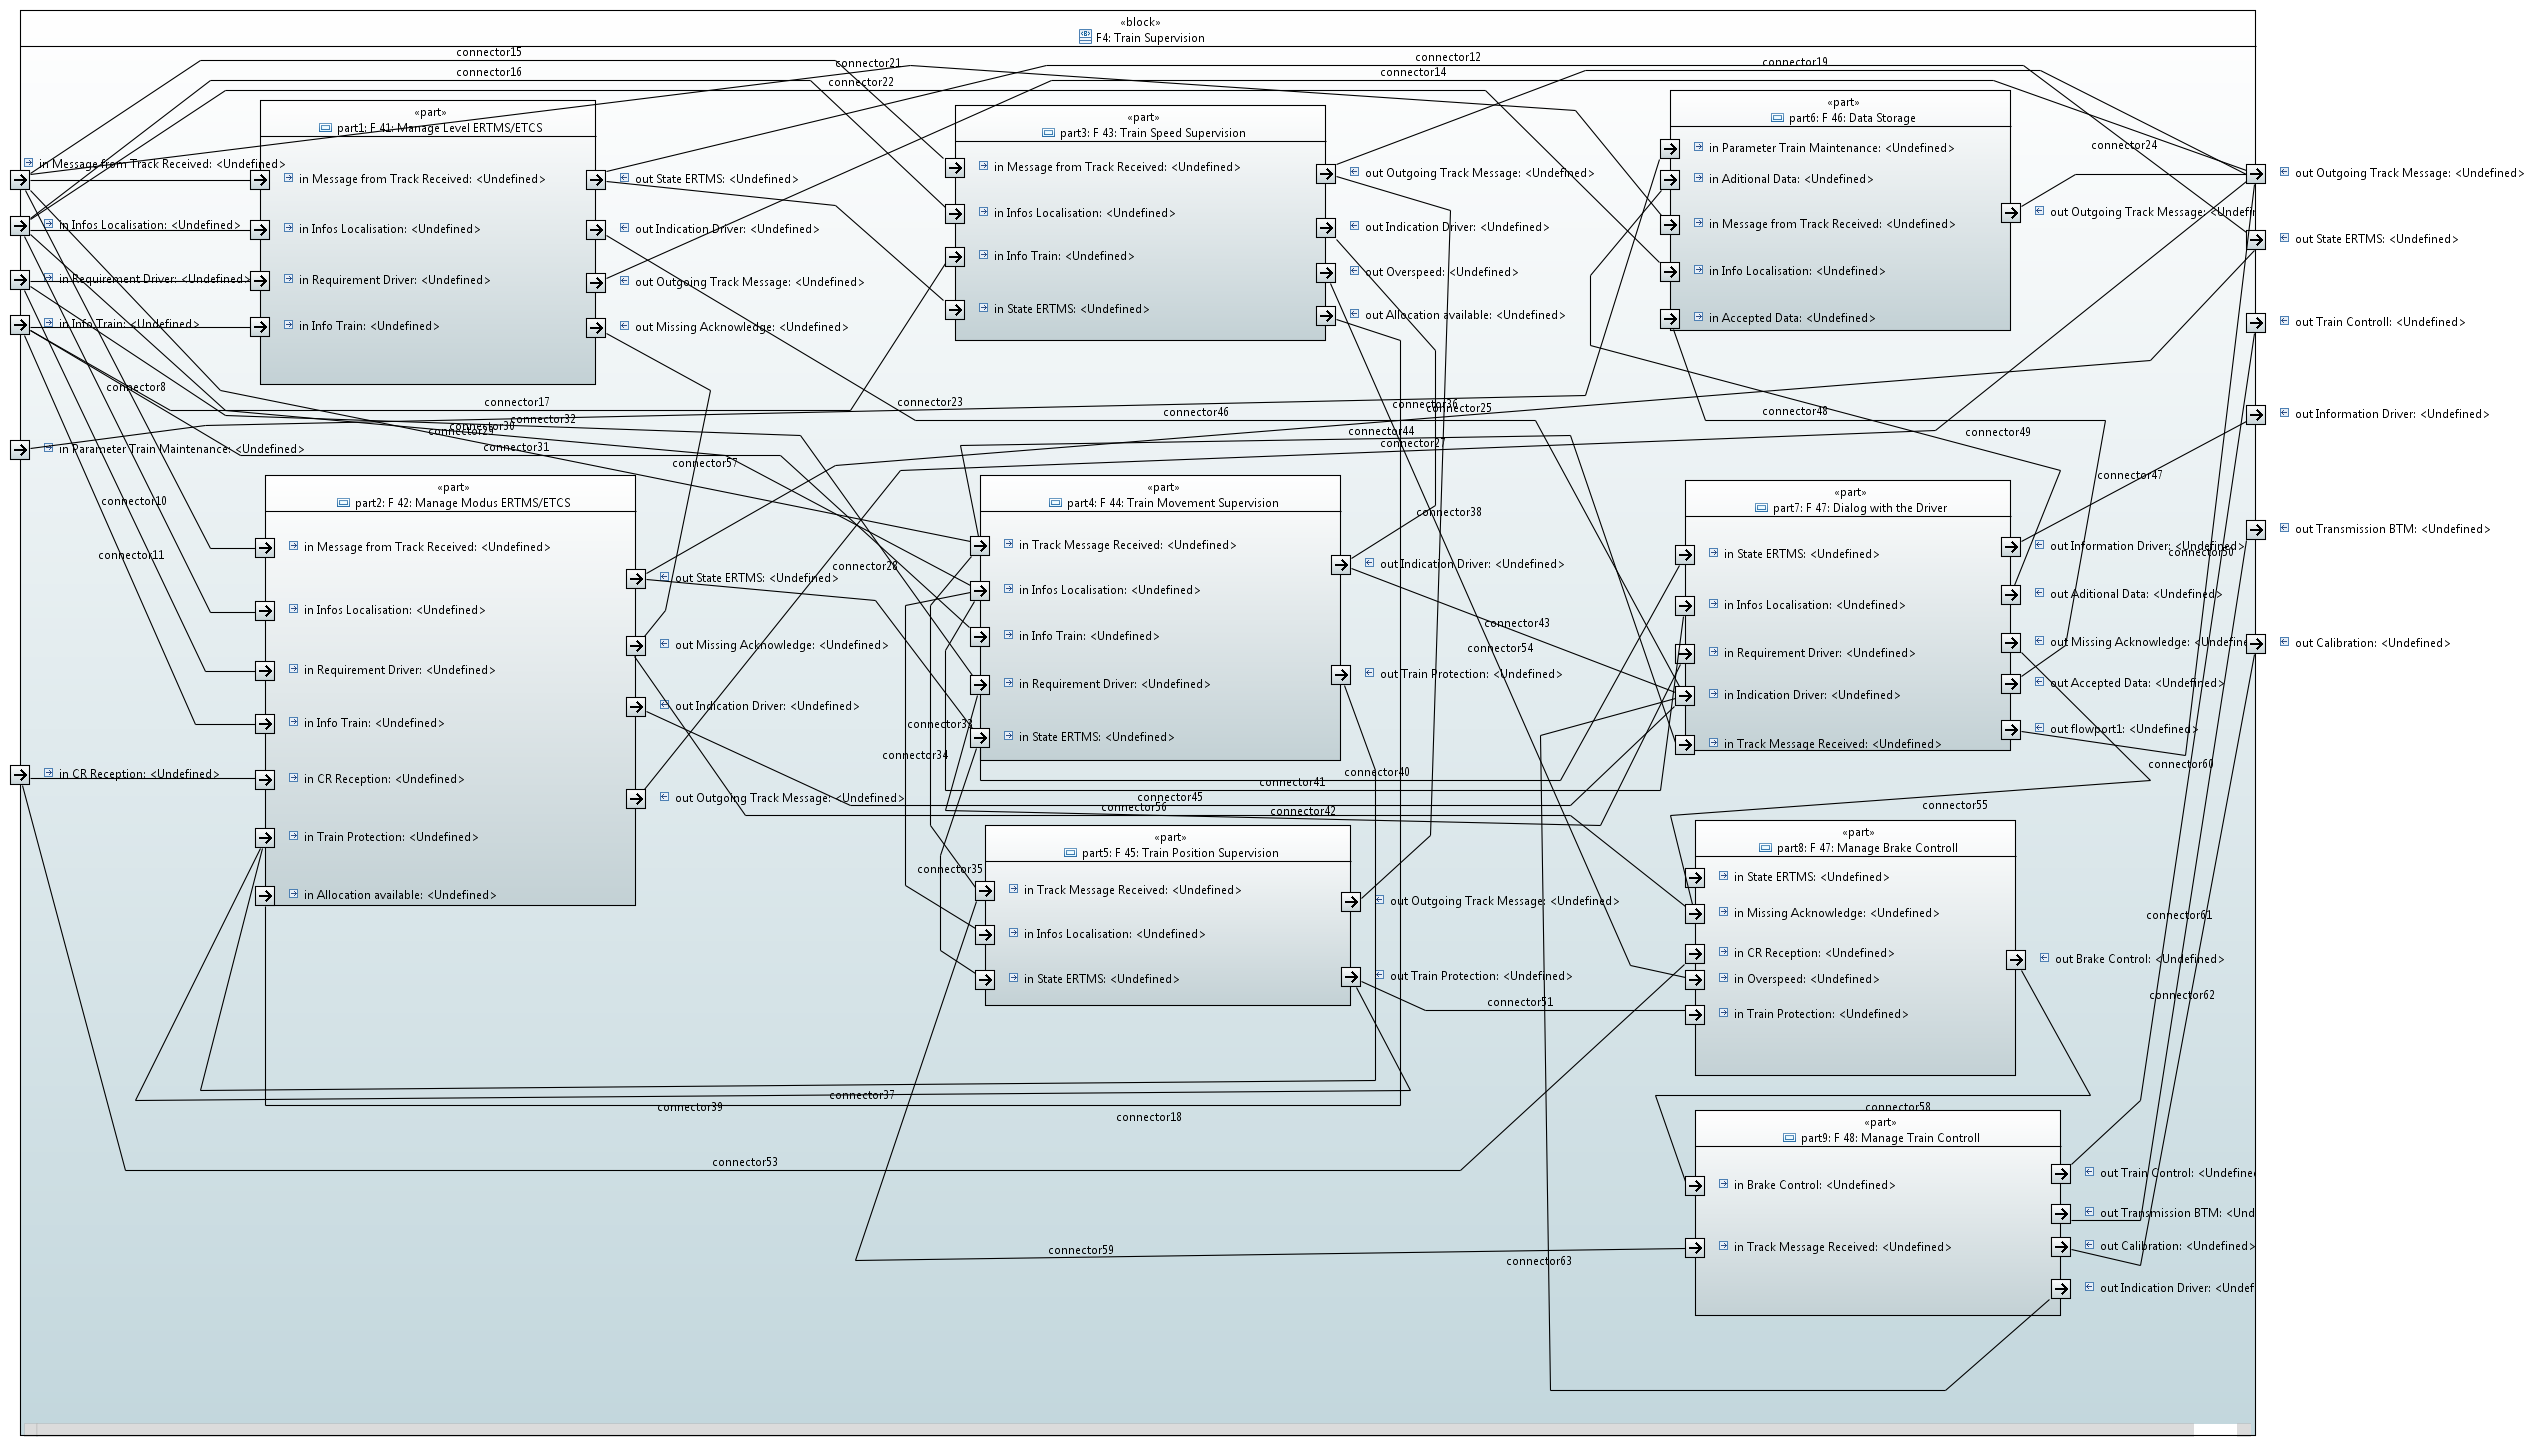 «block»
F4: Train Supervision
connector15
connector16
connector21
connector22
connector12
connector14
connector19
connector24
in Message from Track Received: <Undefined>
in Infos Localisation: <Undefined>
in Requirement Driver: <Undefined>
in Info Train: <Undefined>
in Parameter Train Maintenance: <Undefined>
in CR Reception: <Undefined>
«part»
part1: F 41: Manage Level ERTMS/ETCS
in Message from Track Received: <Undefined>
in Infos Localisation: <Undefined>
in Requirement Driver: <Undefined>
in Info Train: <Undefined>
out State ERTMS: <Undefined>
out Indication Driver: <Undefined>
out Outgoing Track Message: <Undefined>
out Missing Acknowledge: <Undefined>
«part»
part3: F 43: Train Speed Supervision
in Message from Track Received: <Undefined>
in Infos Localisation: <Undefined>
in Info Train: <Undefined>
in State ERTMS: <Undefined>
out Outgoing Track Message: <Undefined>
out Indication Driver: <Undefined>
out Overspeed: <Undefined>
out Allocation available: <Undefined>
«part»
part6: F 46: Data Storage
in Parameter Train Maintenance: <Undefined>
in Aditional Data: <Undefined>
in Message from Track Received: <Undefined>
in Info Localisation: <Undefined>
in Accepted Data: <Undefined>
out Outgoing Track Message: <Undefir
out Outgoing Track Message: <Undefined>
out State ERTMS: <Undefined>
out Train Controll: <Undefined>
out Information Driver: <Undefined>
out Transmission BTM: <Undefined>
out Calibration: <Undefined>
connector8
connector17
connector32
connector30
connector31
connector23
connector46
connector36
connector25
connector44
connector27
connector48
connector49
connector47
connector57
connector10
connector11
«part»
part2: F 42: Manage Modus ERTMS/ETCS
in Message from Track Received: <Undefined>
in Infos Localisation: <Undefined>
in Requirement Driver: <Undefined>
in Info Train: <Undefined>
in CR Reception: <Undefined>
in Train Protection: <Undefined>
in Allocation available: <Undefined>
out State ERTMS: <Undefined>
out Missing Acknowledge: <Undefined>
out Indication Driver: <Undefined>
out Outgoing Track Message: <Undefined>
connector28
«part»
part4: F 44: Train Movement Supervision
in Track Message Received: <Undefined>
in Infos Localisation: <Undefined>
in Info Train: <Undefined>
in Requirement Driver: <Undefined>
in State ERTMS: <Undefined>
out Indication Driver: <Undefined>
out Train Protection: <Undefined>
connector38
connector43
connector54
«part»
part7: F 47: Dialog with the Driver
in State ERTMS: <Undefined>
in Infos Localisation: <Undefined>
in Requirement Driver: <Undefined>
in Indication Driver: <Undefined>
in Track Message Received: <Undefined>
out Information Driver: <Undefined>
connector50
out Aditional Data: <Undefined>
out Missing Acknowledge: <Undefine
out Accepted Data: <Undefined>
out flowport1: <Undefined>
connector60
connector33
connector34
connector40
connector41
connector45
connector56
connector42
connector55
connector35
«part»
part5: F 45: Train Position Supervision
in Track Message Received: <Undefined>
in Infos Localisation: <Undefined>
in State ERTMS: <Undefined>
out Outgoing Track Message: <Undefined>
out Train Protection: <Undefined>
connector51
«part»
part8: F 47: Manage Brake Controll
in State ERTMS: <Undefined>
in Missing Acknowledge: <Undefined>
in CR Reception: <Undefined>
in Overspeed: <Undefined>
in Train Protection: <Undefined>
out Brake Control: <Undefined>
connector61
connector62
connector37
connector39
connector18
connector53
connector58
«part»
part9: F 48: Manage Train Controll
in Brake Control: <Undefined>
in Track Message Received: <Undefined>
out Train Control: <Undefine
out Transmission BTM: <Und
out Calibration: <Undefined>
out Indication Driver: <Undef
connector59
connector63